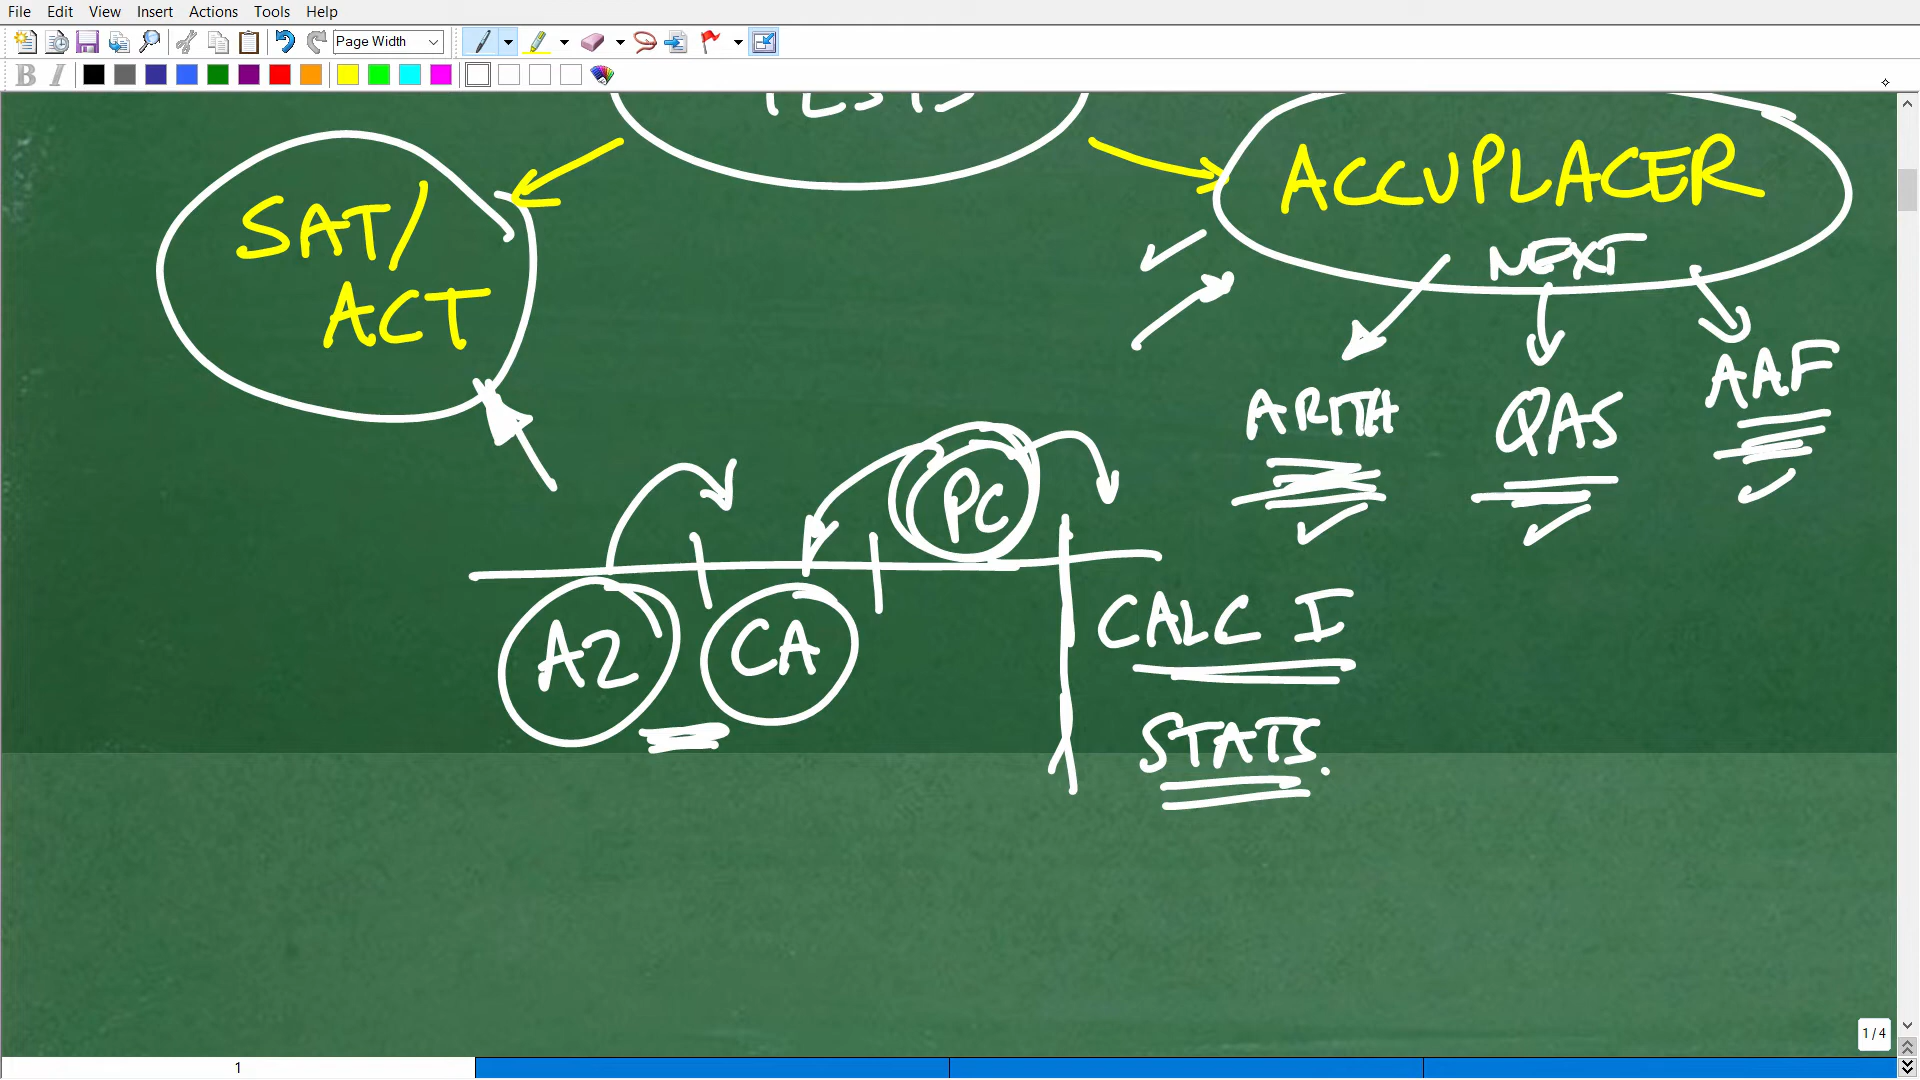 File Edit View Insert Actions Tools Help
Page Width
B I
TESTS
SAT/
ACT
ACCUPLACER
NEXT
ARITH
QAS
AAF
PC
A2
CA
CALC I
STATS.
1 / 4
1